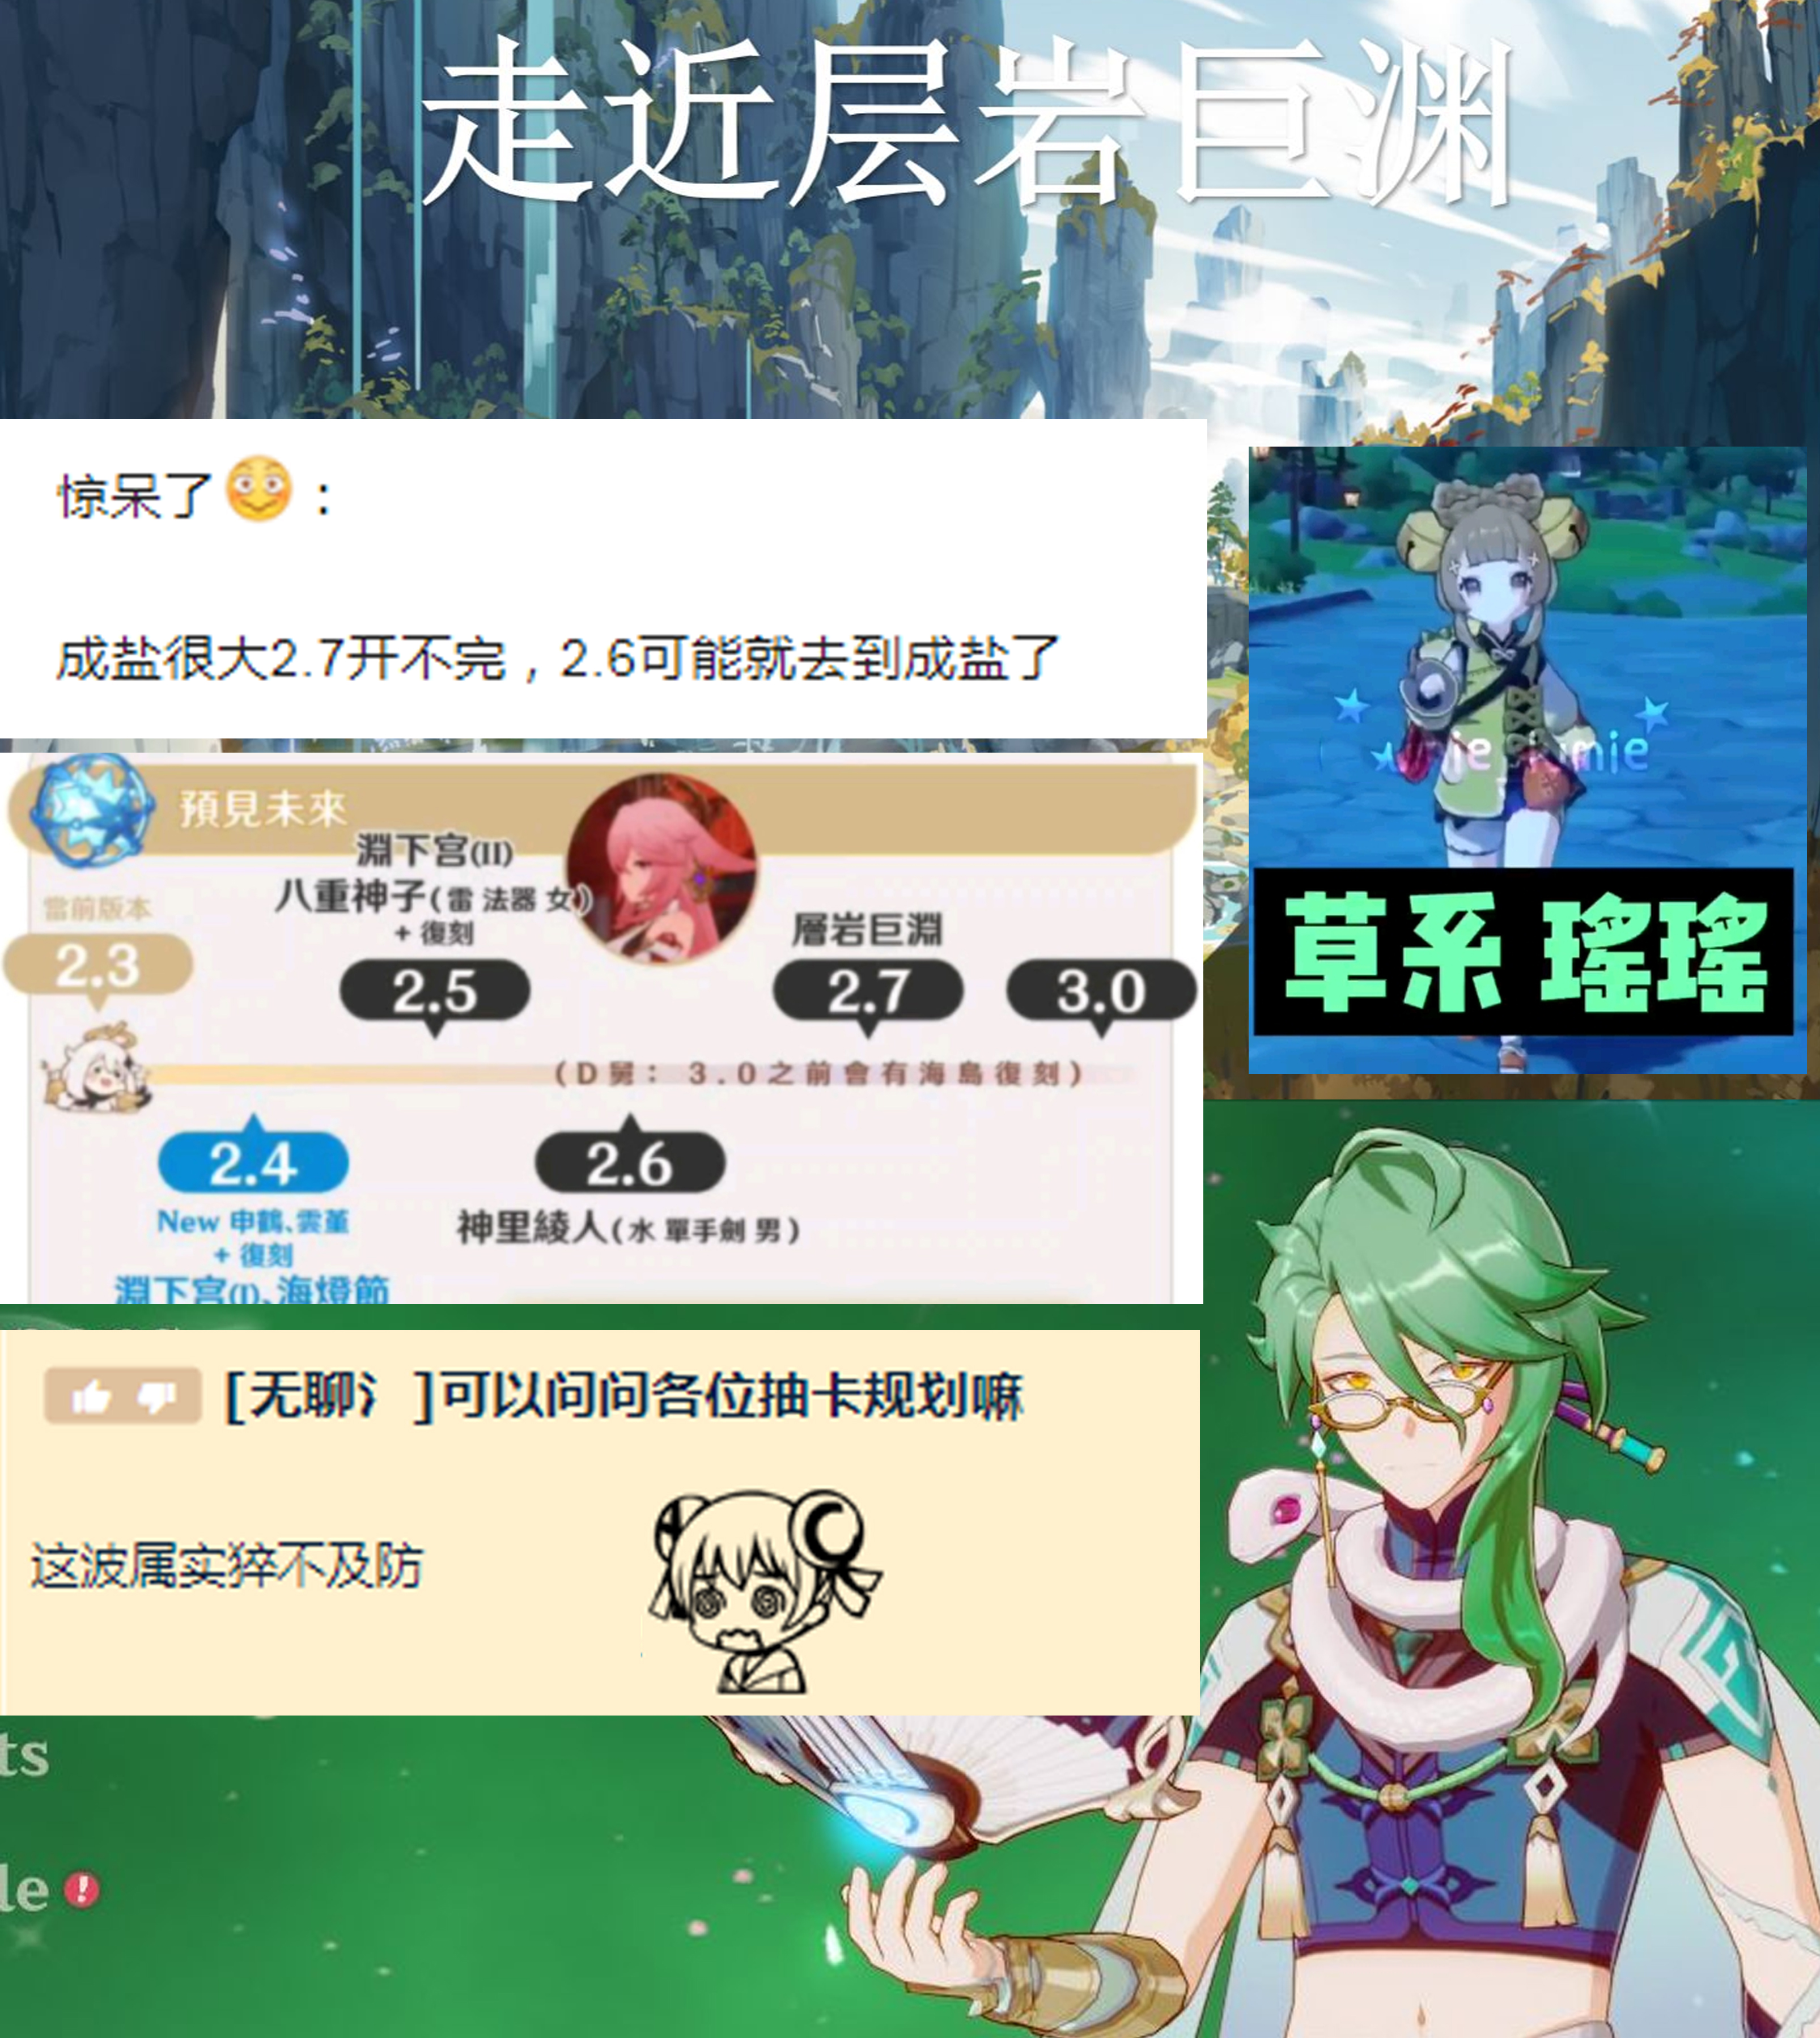 走近层岩巨渊
惊呆了😳：
成盐很大2.7开不完，2.6可能就去到成盐了
草系 瑤瑤
預見未來
淵下宮(II)
八重神子(雷 法器 女)
+ 復刻
當前版本
2.3
2.5
層岩巨淵
2.7
3.0
(D舅：3.0之前會有海島復刻)
2.4
2.6
New 申鶴、雲堇
+ 復刻
淵下宮(I)、海燈節
神里綾人(水 單手劍 男)
[无聊氵]可以问问各位抽卡规划嘛
这波属实猝不及防
ts
le